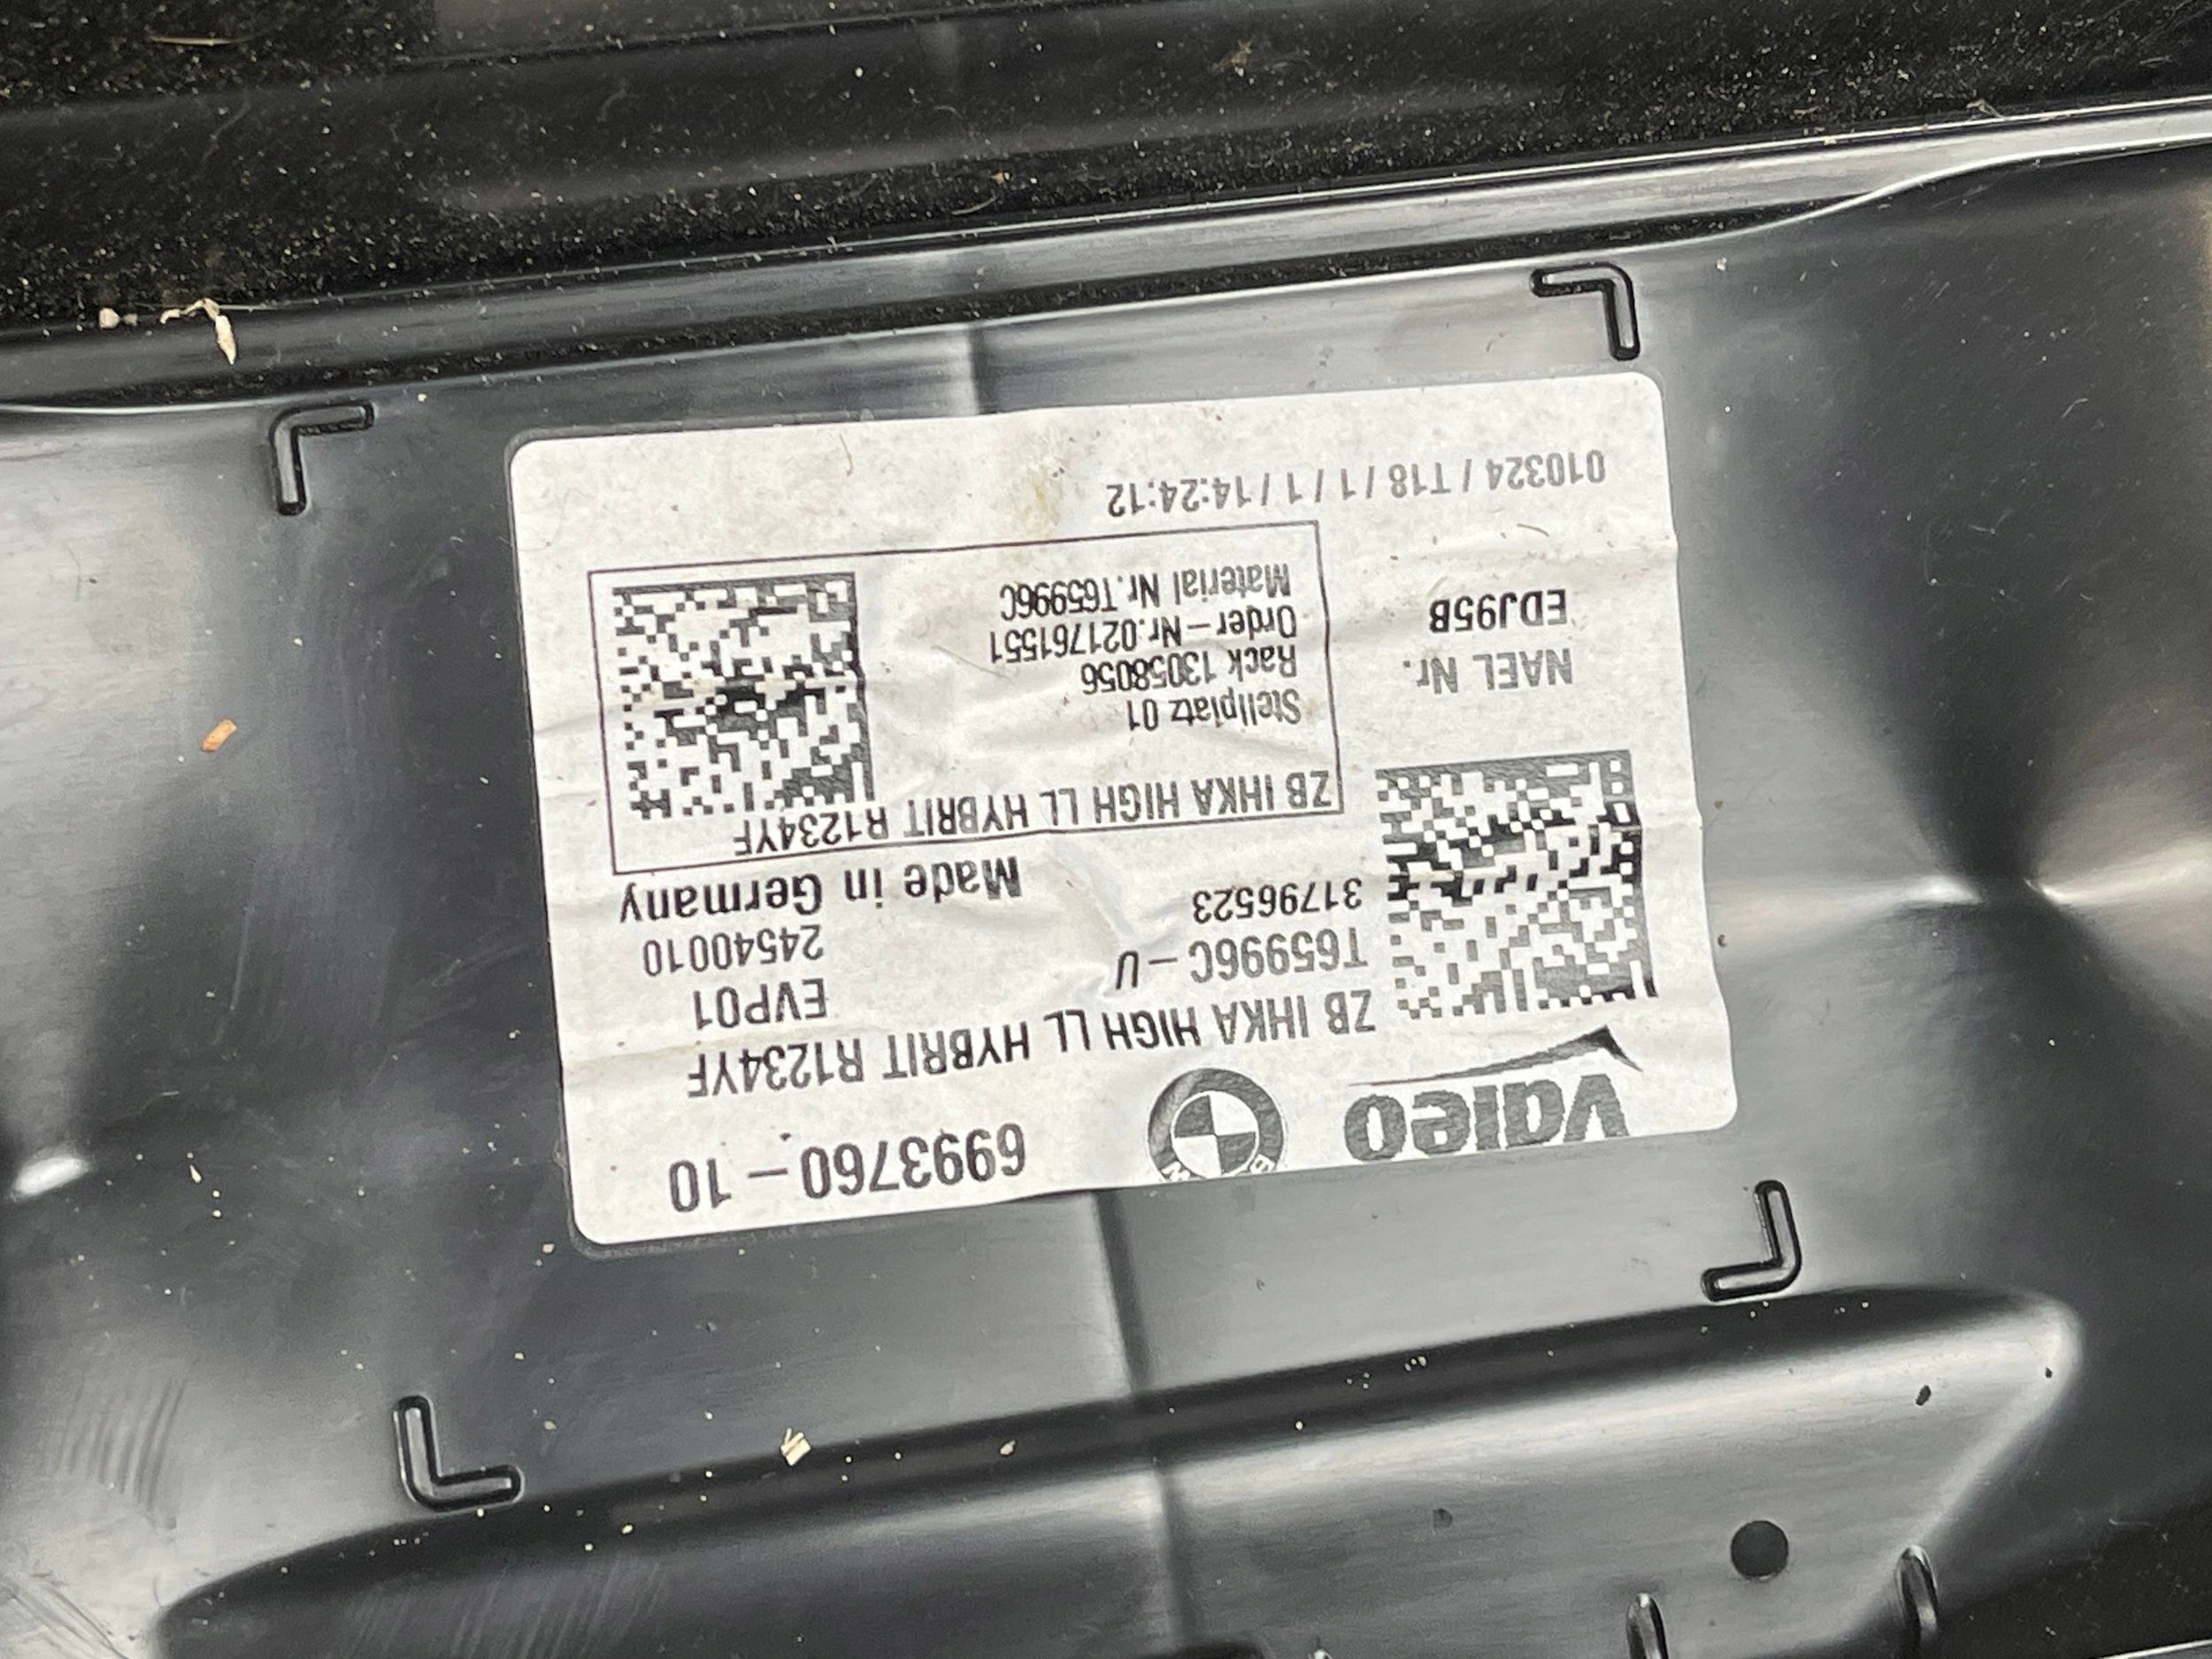 Valeo
BMW
6993760-10
ZB IHKA HIGH LL HYBRIT R1234YF
T65996C-U
EVP01
31796523
24540010
Made in Germany
ZB IHKA HIGH LL HYBRIT R1234YF
Stellplatz 01
Rack 13058056
Order-Nr.021761551
Material Nr.T65996C
NAEL Nr.
EDJ95B
010324 / T18 / 1 / 1 / 14:24:12